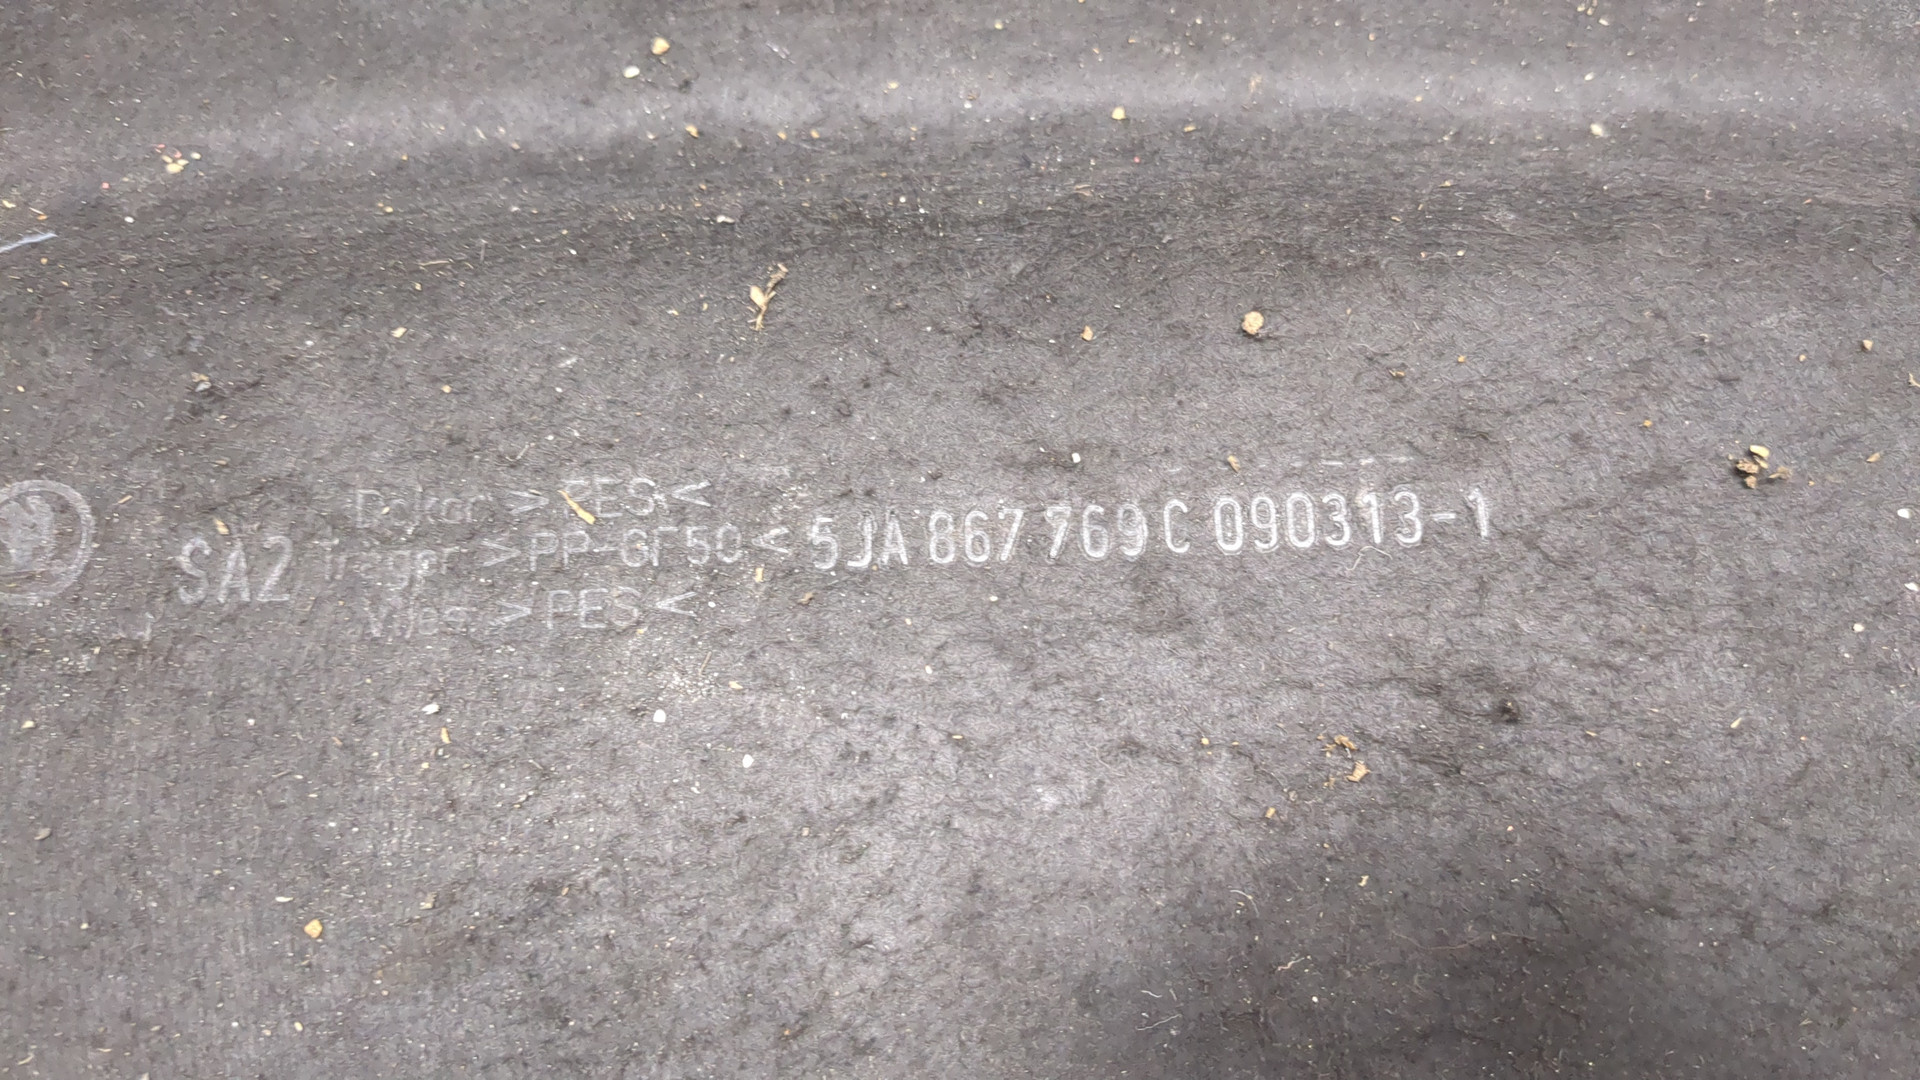 Dekor >PES<
SA2 Träger >PP-GF50< 5JA 867 769 C 090313-1
Vlies >PES<